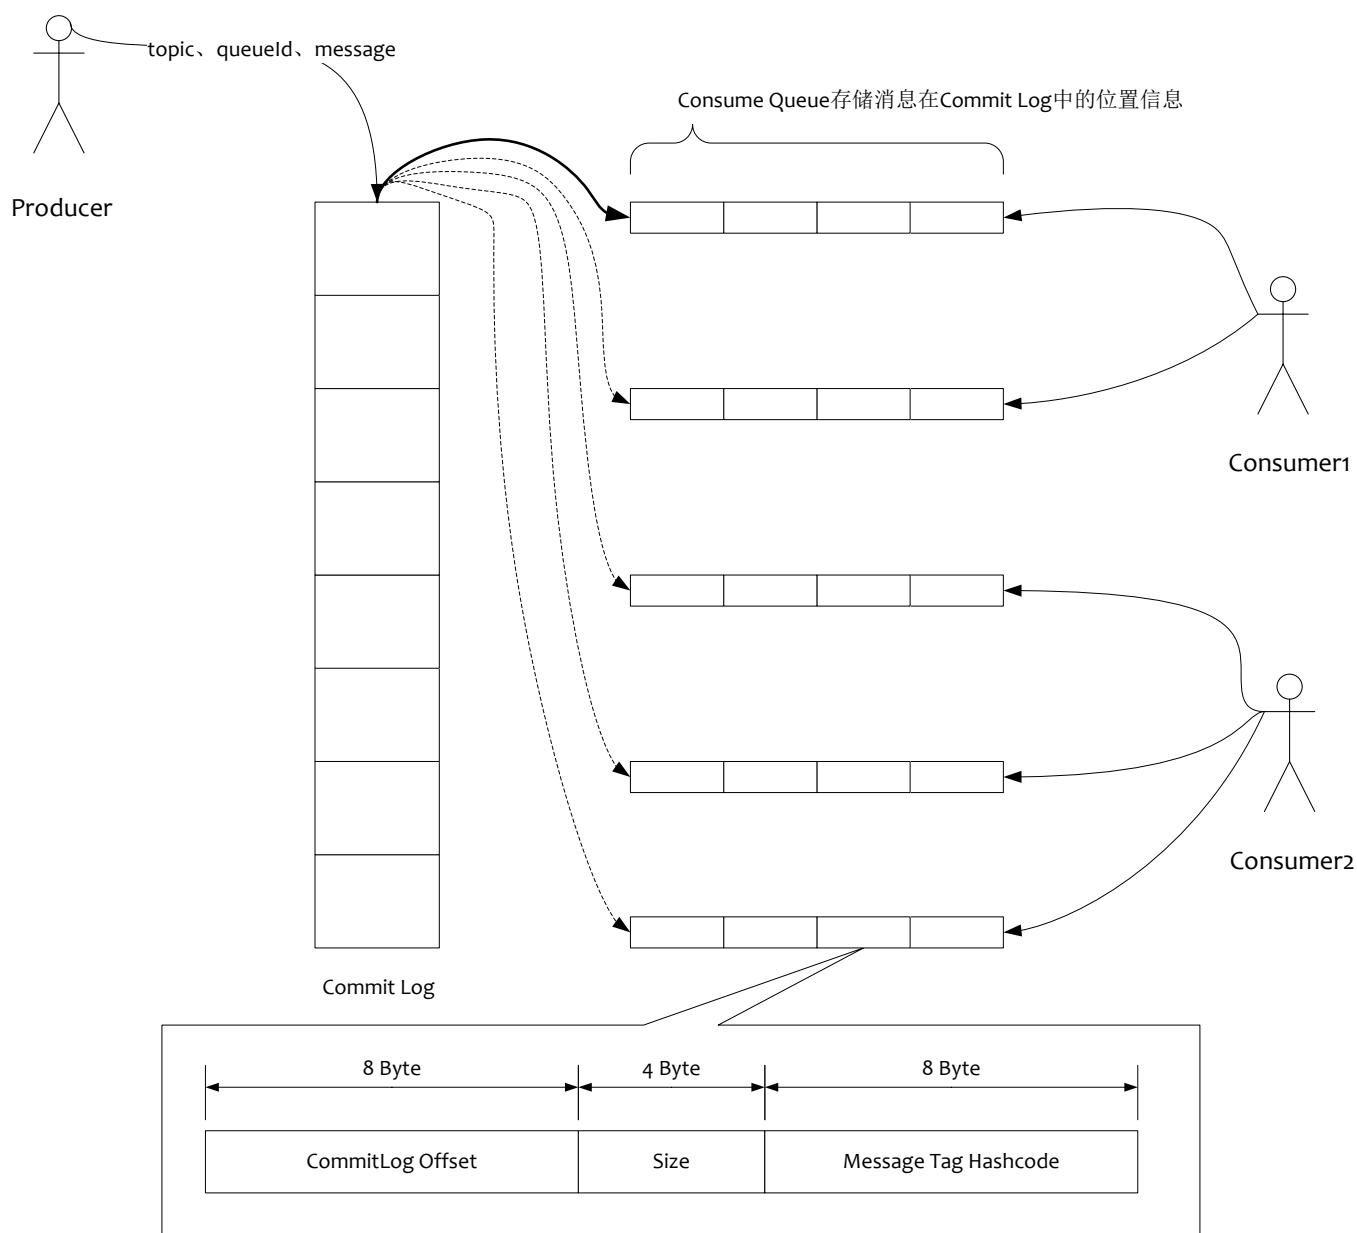 topic、queueId、message
Consume Queue存储消息在Commit Log中的位置信息
Producer
Consumer1
Consumer2
Commit Log
8 Byte
4 Byte
8 Byte
CommitLog Offset
Size
Message Tag Hashcode